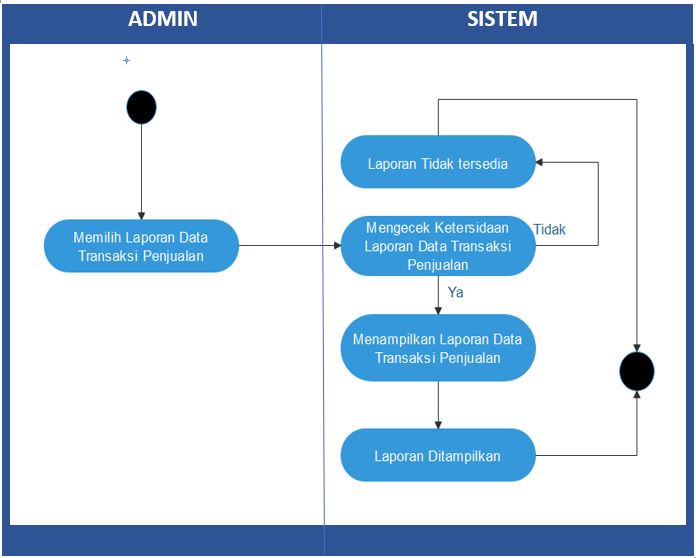 ADMIN
SISTEM
Laporan Tidak tersedia
Memilih Laporan Data
Transaksi Penjualan
Mengecek Ketersidaan
Laporan Data Transaksi
Penjualan
Tidak
Ya
Menampilkan Laporan Data
Transaksi Penjualan
Laporan Ditampilkan